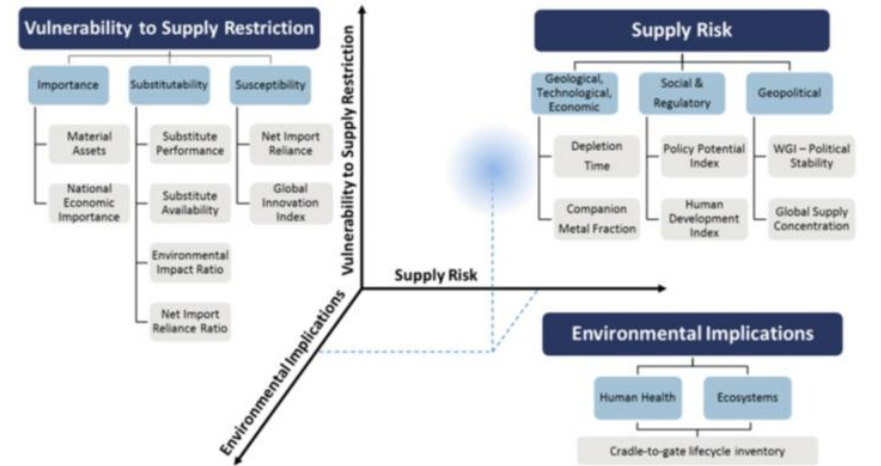 Vulnerability to Supply Restriction
Importance
Substitutability
Susceptibility
Material
Assets
National
Economic
Importance
Substitute
Performance
Substitute
Availability
Environmental
Impact Ratio
Net Import
Reliance Ratio
Net Import
Reliance
Global
Innovation
Index
Vulnerability to Supply Restriction
Supply Risk
Environmental Implications
Supply Risk
Geological,
Technological,
Economic
Social &
Regulatory
Geopolitical
Depletion
Time
Companion
Metal Fraction
Policy Potential
Index
Human
Development
Index
WGI – Political
Stability
Global Supply
Concentration
Environmental Implications
Human Health
Ecosystems
Cradle-to-gate lifecycle inventory